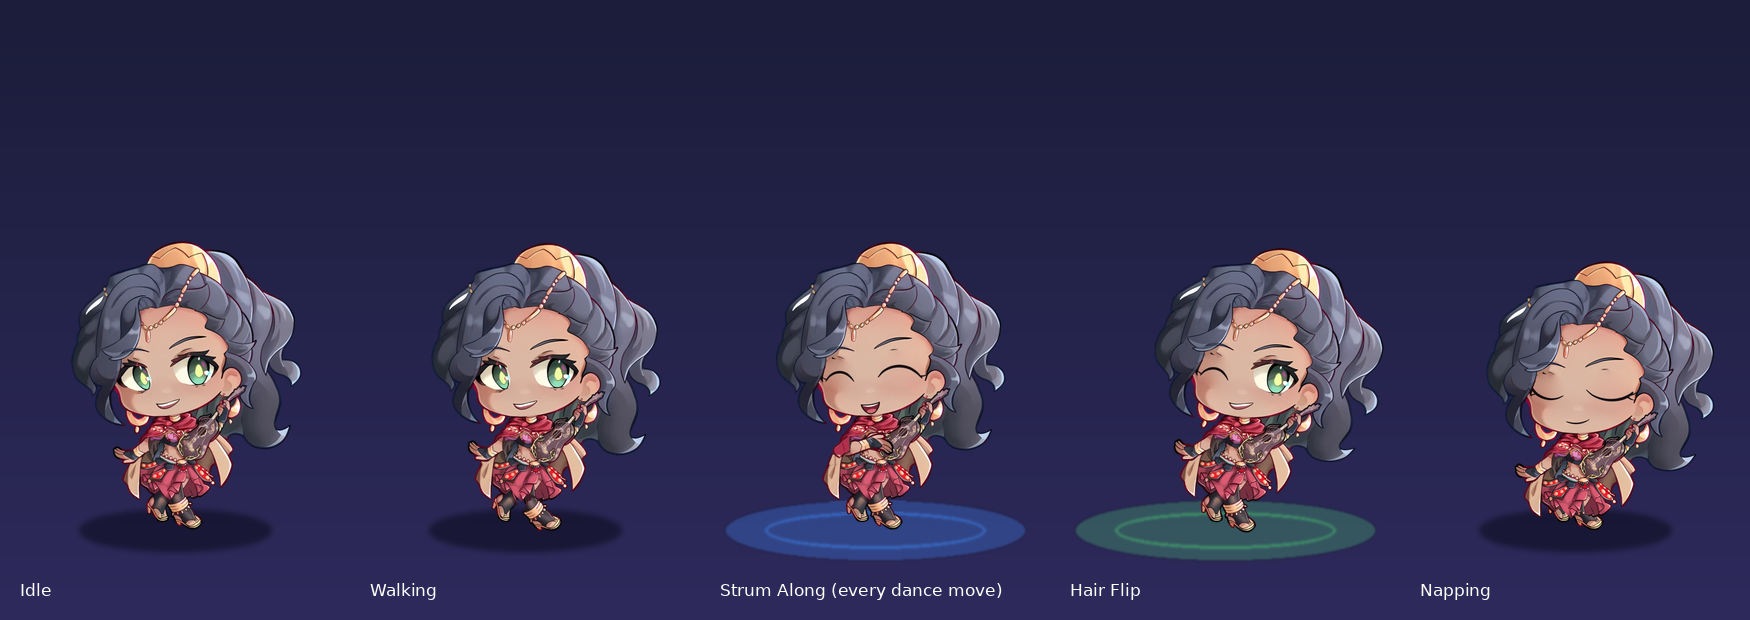 Idle
Walking
Strum Along (every dance move)
Hair Flip
Napping